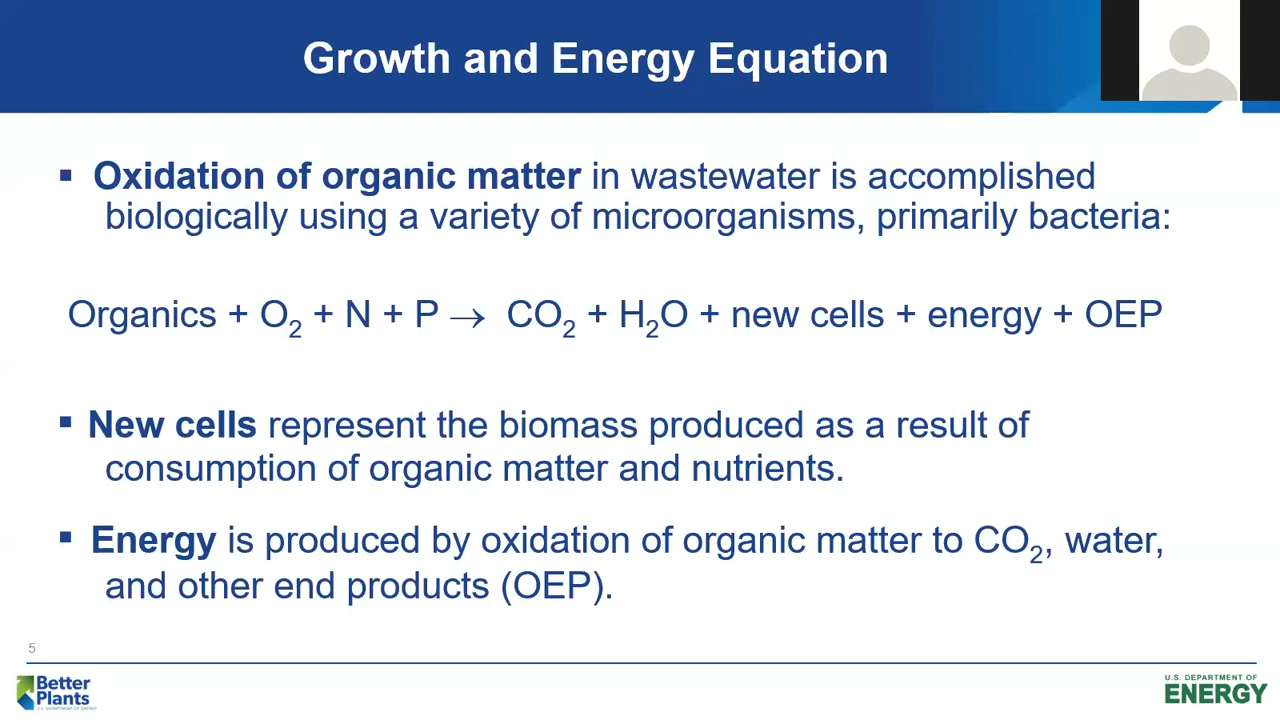 Growth and Energy Equation
▪ Oxidation of organic matter in wastewater is accomplished
biologically using a variety of microorganisms, primarily bacteria:
Organics + O₂ + N + P → CO₂ + H₂O + new cells + energy + OEP
▪ New cells represent the biomass produced as a result of
consumption of organic matter and nutrients.
▪ Energy is produced by oxidation of organic matter to CO₂, water,
and other end products (OEP).
5
Better
Plants
U.S. DEPARTMENT OF ENERGY
U.S. DEPARTMENT OF
ENERGY